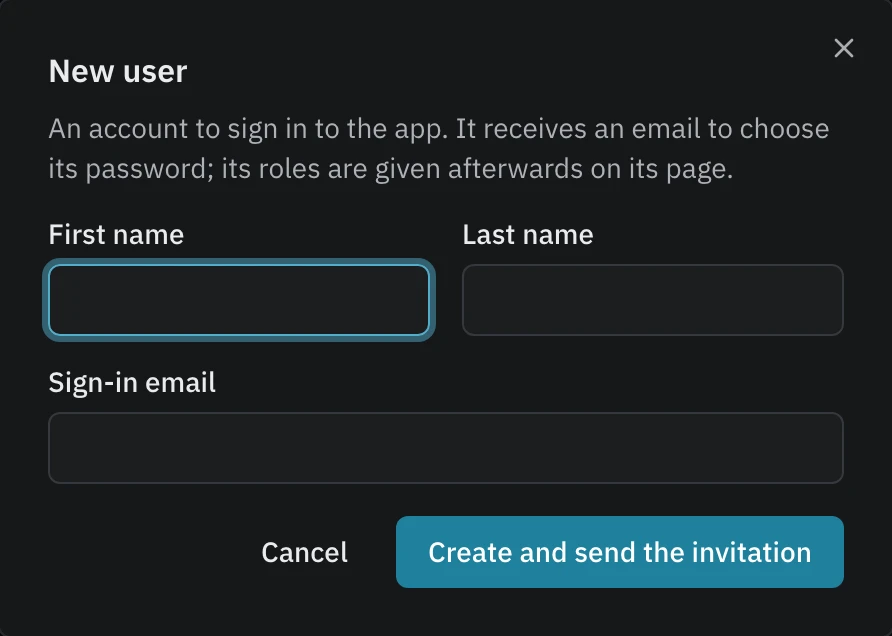 New user
An account to sign in to the app. It receives an email to choose
its password; its roles are given afterwards on its page.
First name
Last name
Sign-in email
Cancel
Create and send the invitation